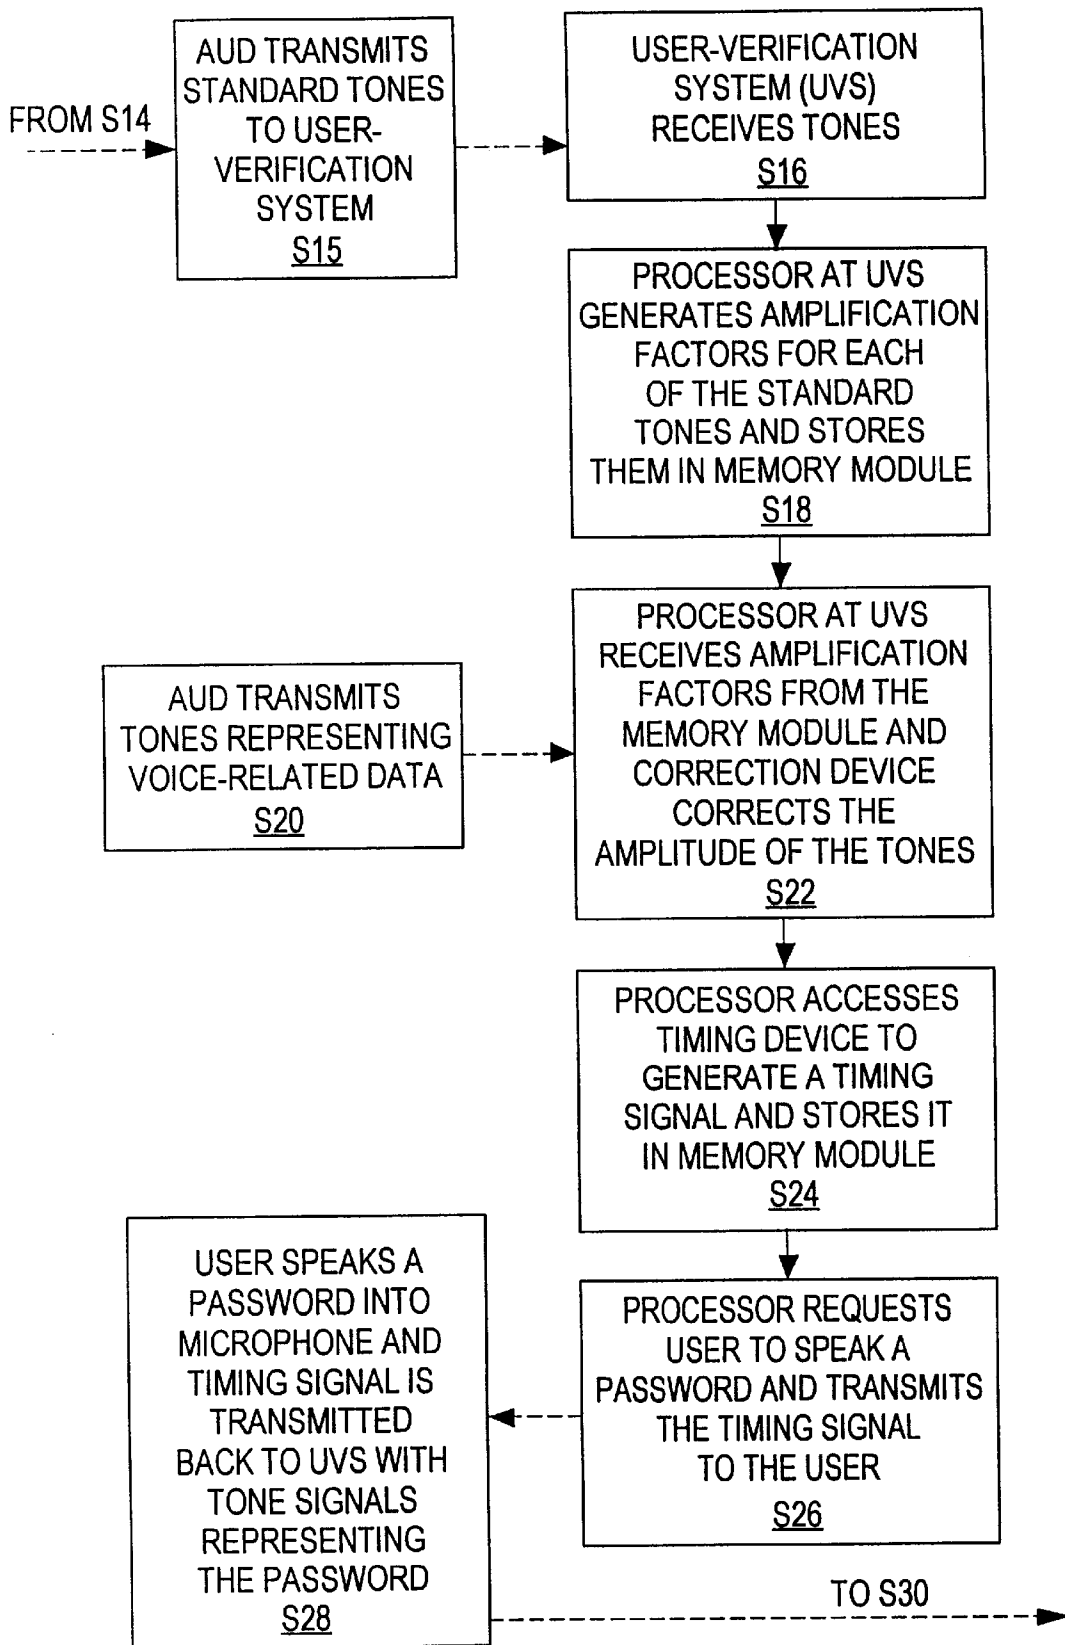 FROM S14
AUD TRANSMITS
STANDARD TONES
TO USER-
VERIFICATION
SYSTEM
S15
USER-VERIFICATION
SYSTEM (UVS)
RECEIVES TONES
S16
PROCESSOR AT UVS
GENERATES AMPLIFICATION
FACTORS FOR EACH
OF THE STANDARD
TONES AND STORES
THEM IN MEMORY MODULE
S18
AUD TRANSMITS
TONES REPRESENTING
VOICE-RELATED DATA
S20
PROCESSOR AT UVS
RECEIVES AMPLIFICATION
FACTORS FROM THE
MEMORY MODULE AND
CORRECTION DEVICE
CORRECTS THE
AMPLITUDE OF THE TONES
S22
PROCESSOR ACCESSES
TIMING DEVICE TO
GENERATE A TIMING
SIGNAL AND STORES IT
IN MEMORY MODULE
S24
PROCESSOR REQUESTS
USER TO SPEAK A
PASSWORD AND TRANSMITS
THE TIMING SIGNAL
TO THE USER
S26
USER SPEAKS A
PASSWORD INTO
MICROPHONE AND
TIMING SIGNAL IS
TRANSMITTED
BACK TO UVS WITH
TONE SIGNALS
REPRESENTING
THE PASSWORD
S28
TO S30